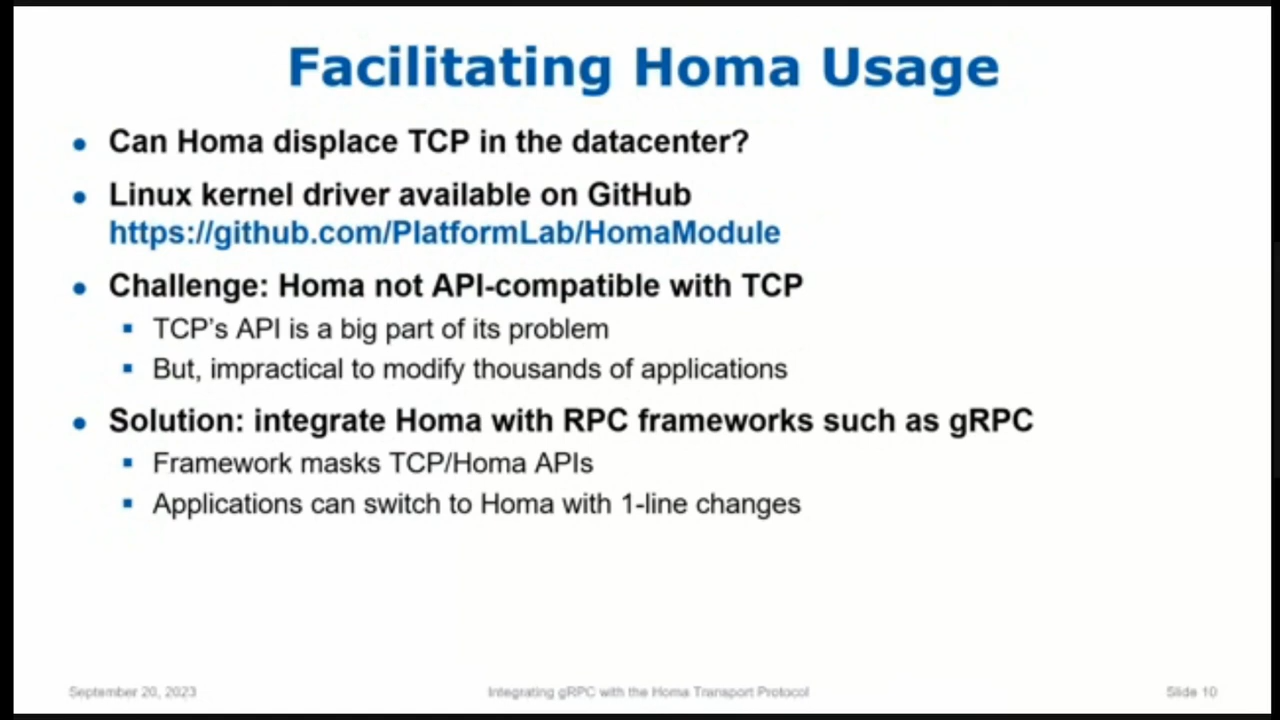 Facilitating Homa Usage
• Can Homa displace TCP in the datacenter?
• Linux kernel driver available on GitHub
https://github.com/PlatformLab/HomaModule
• Challenge: Homa not API-compatible with TCP
▪ TCP's API is a big part of its problem
▪ But, impractical to modify thousands of applications
• Solution: integrate Homa with RPC frameworks such as gRPC
▪ Framework masks TCP/Homa APIs
▪ Applications can switch to Homa with 1-line changes
September 20, 2023
Integrating gRPC with the Homa Transport Protocol
Slide 10